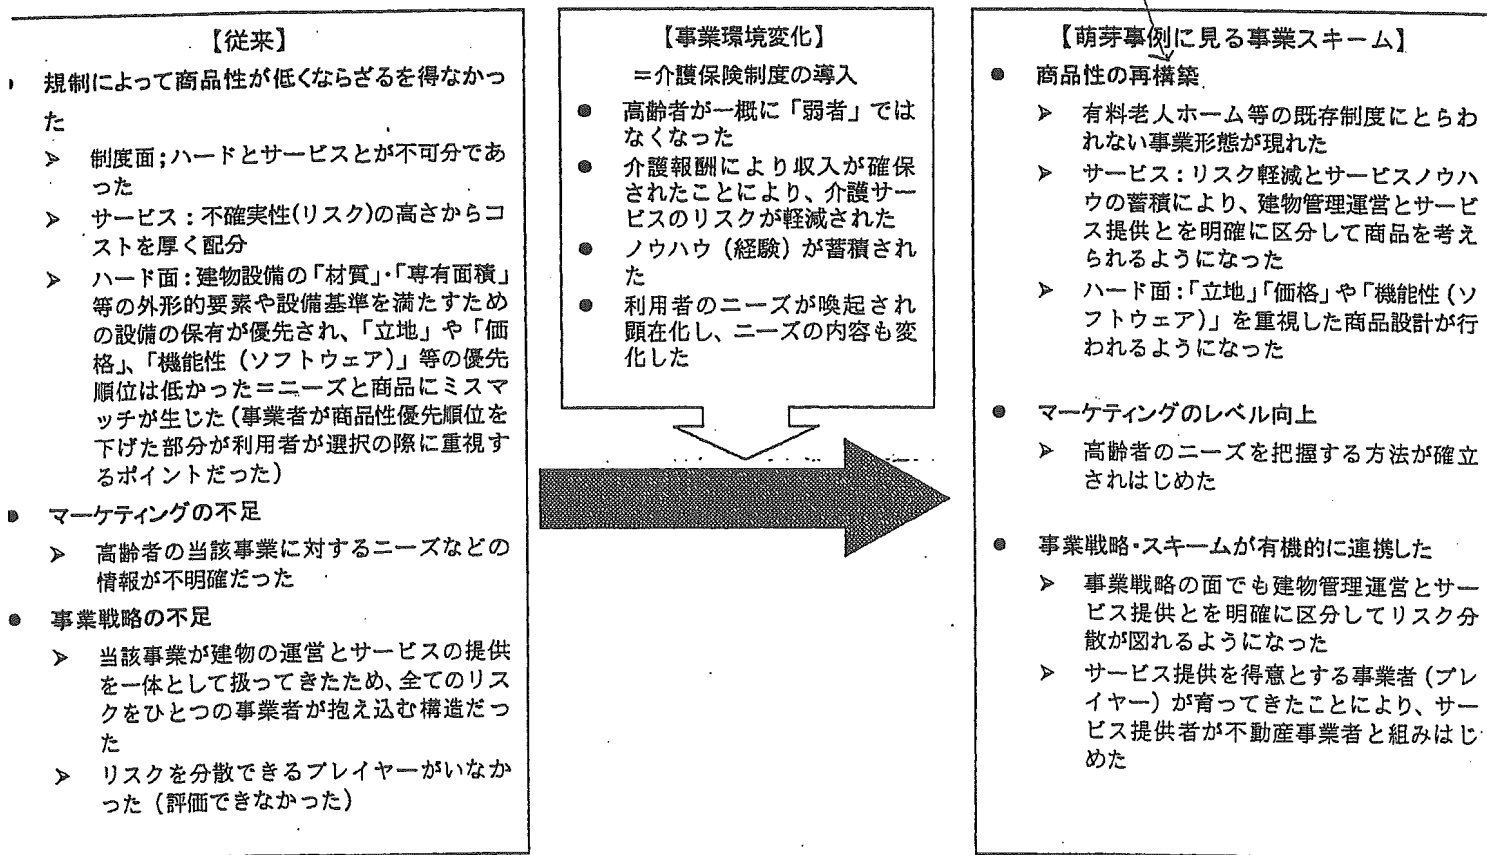 【従来】
● 規制によって商品性が低くならざるを得なかっ
た
➤ 制度面;ハードとサービスとが不可分であ
った
➤ サービス:不確実性(リスク)の高さからコ
ストを厚く配分
➤ ハード面:建物設備の「材質」・「専有面積」
等の外形的要素や設備基準を満たすため
の設備の保有が優先され、「立地」や「価
格」、「機能性(ソフトウェア)」等の優先
順位は低かった=ニーズと商品にミスマ
ッチが生じた(事業者が商品性優先順位を
下げた部分が利用者が選択の際に重視す
るポイントだった)
● マーケティングの不足
➤ 高齢者の当該事業に対するニーズなどの
情報が不明確だった
● 事業戦略の不足
➤ 当該事業が建物の運営とサービスの提供
を一体として扱ってきたため、全てのリス
クをひとつの事業者が抱え込む構造だっ
た
➤ リスクを分散できるプレイヤーがいなか
った(評価できなかった)
【事業環境変化】
=介護保険制度の導入
● 高齢者が一概に「弱者」では
なくなった
● 介護報酬により収入が確保
されたことにより、介護サー
ビスのリスクが軽減された
● ノウハウ(経験)が蓄積され
た
● 利用者のニーズが喚起され
顕在化し、ニーズの内容も変
化した
【萌芽事例に見る事業スキーム】
● 商品性の再構築
➤ 有料老人ホーム等の既存制度にとらわ
れない事業形態が現れた
➤ サービス:リスク軽減とサービスノウハ
ウの蓄積により、建物管理運営とサービ
ス提供とを明確に区分して商品を考え
られるようになった
➤ ハード面:「立地」「価格」や「機能性(ソ
フトウェア)」を重視した商品設計が行
われるようになった
● マーケティングのレベル向上
➤ 高齢者のニーズを把握する方法が確立
されはじめた
● 事業戦略・スキームが有機的に連携した
➤ 事業戦略の面でも建物管理運営とサー
ビス提供とを明確に区分してリスク分
散が図れるようになった
➤ サービス提供を得意とする事業者(プレ
イヤー)が育ってきたことにより、サー
ビス提供者が不動産事業者と組みはじ
めた